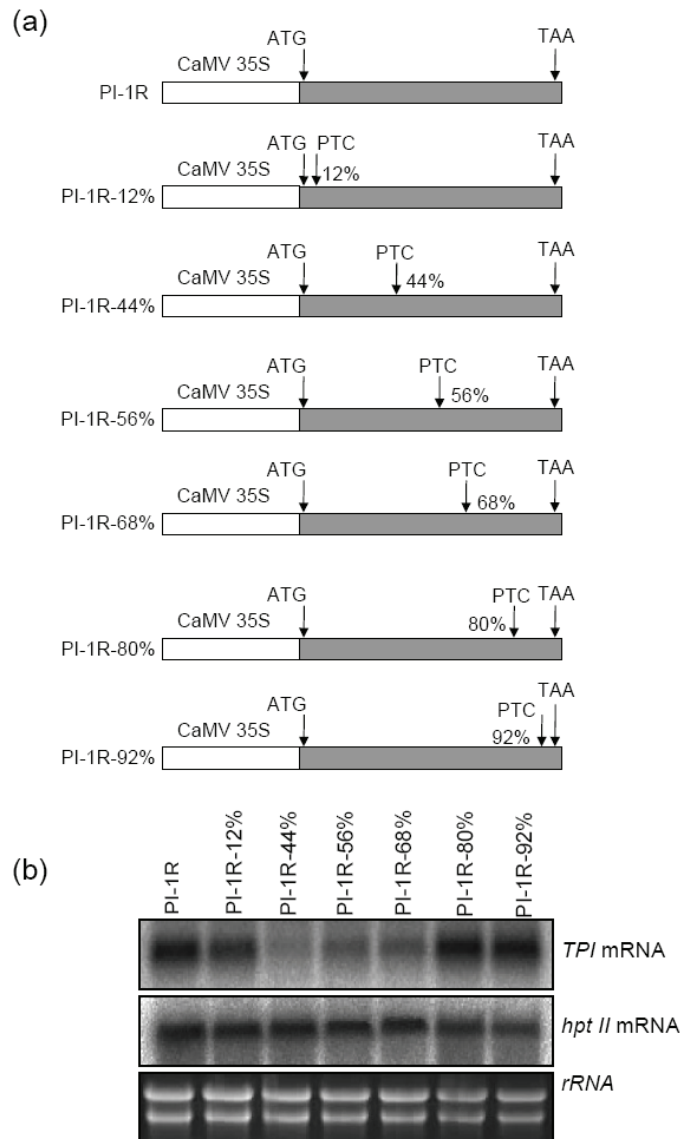 (a)
ATG TAA
CaMV 35S
PI-1R
ATG PTC TAA
CaMV 35S 12%
PI-1R-12%
ATG PTC TAA
CaMV 35S 44%
PI-1R-44%
ATG PTC TAA
CaMV 35S 56%
PI-1R-56%
ATG PTC TAA
CaMV 35S 68%
PI-1R-68%
ATG PTC TAA
CaMV 35S 80%
PI-1R-80%
ATG PTC TAA
CaMV 35S 92%
PI-1R-92%
(b)
PI-1R
PI-1R-12%
PI-1R-44%
PI-1R-56%
PI-1R-68%
PI-1R-80%
PI-1R-92%
TPI mRNA
hpt II mRNA
rRNA